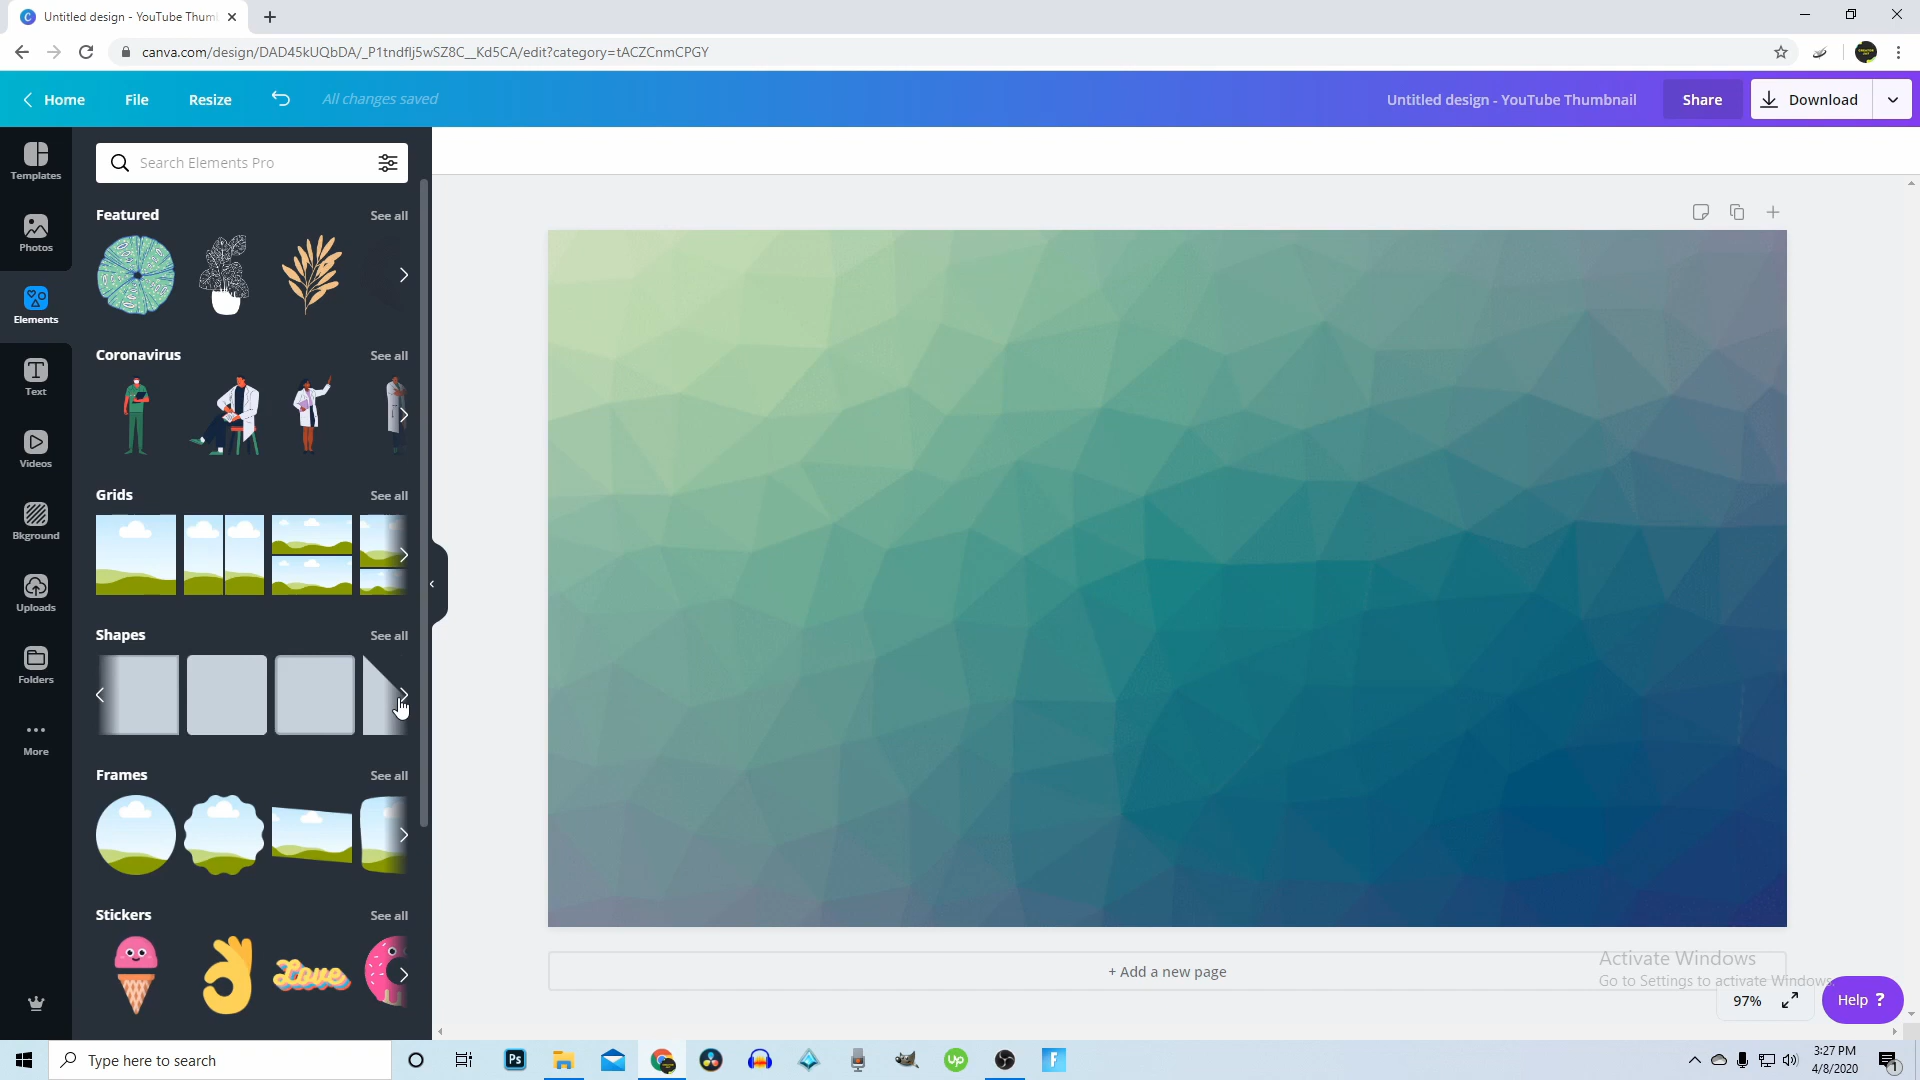 Untitled design - YouTube Thum
canva.com/design/DAD45kUQbDA/_P1tndflj5wSZ8C__Kd5CA/edit?category=tACZCnmCPGY
Home
File
Resize
All changes saved
Untitled design - YouTube Thumbnail
Share
Download
Templates
Photos
Elements
Text
Videos
Bkground
Uploads
Folders
More
Search Elements Pro
Featured
See all
Coronavirus
See all
Grids
See all
Shapes
See all
Frames
See all
Stickers
See all
Love
+ Add a new page
Activate Windows
Go to Settings to activate Windows.
97%
Help ?
Type here to search
Ps
Up
3:27 PM
4/8/2020
1